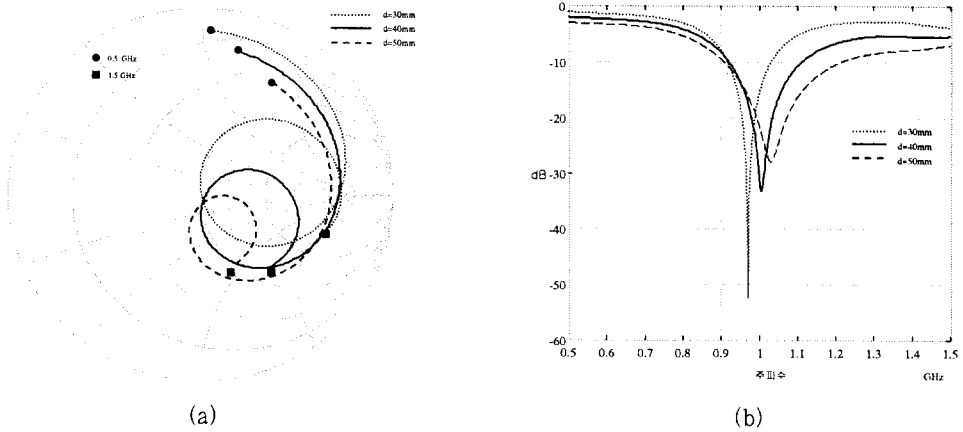 d=30mm
d=40mm
d=50mm
0.5 GHz
1.5 GHz
(a)
0
-10
-20
-30
-40
-50
-60
dB
d=30mm
d=40mm
d=50mm
0.5 0.6 0.7 0.8 0.9 1 1.1 1.2 1.3 1.4 1.5
주파수
GHz
(b)